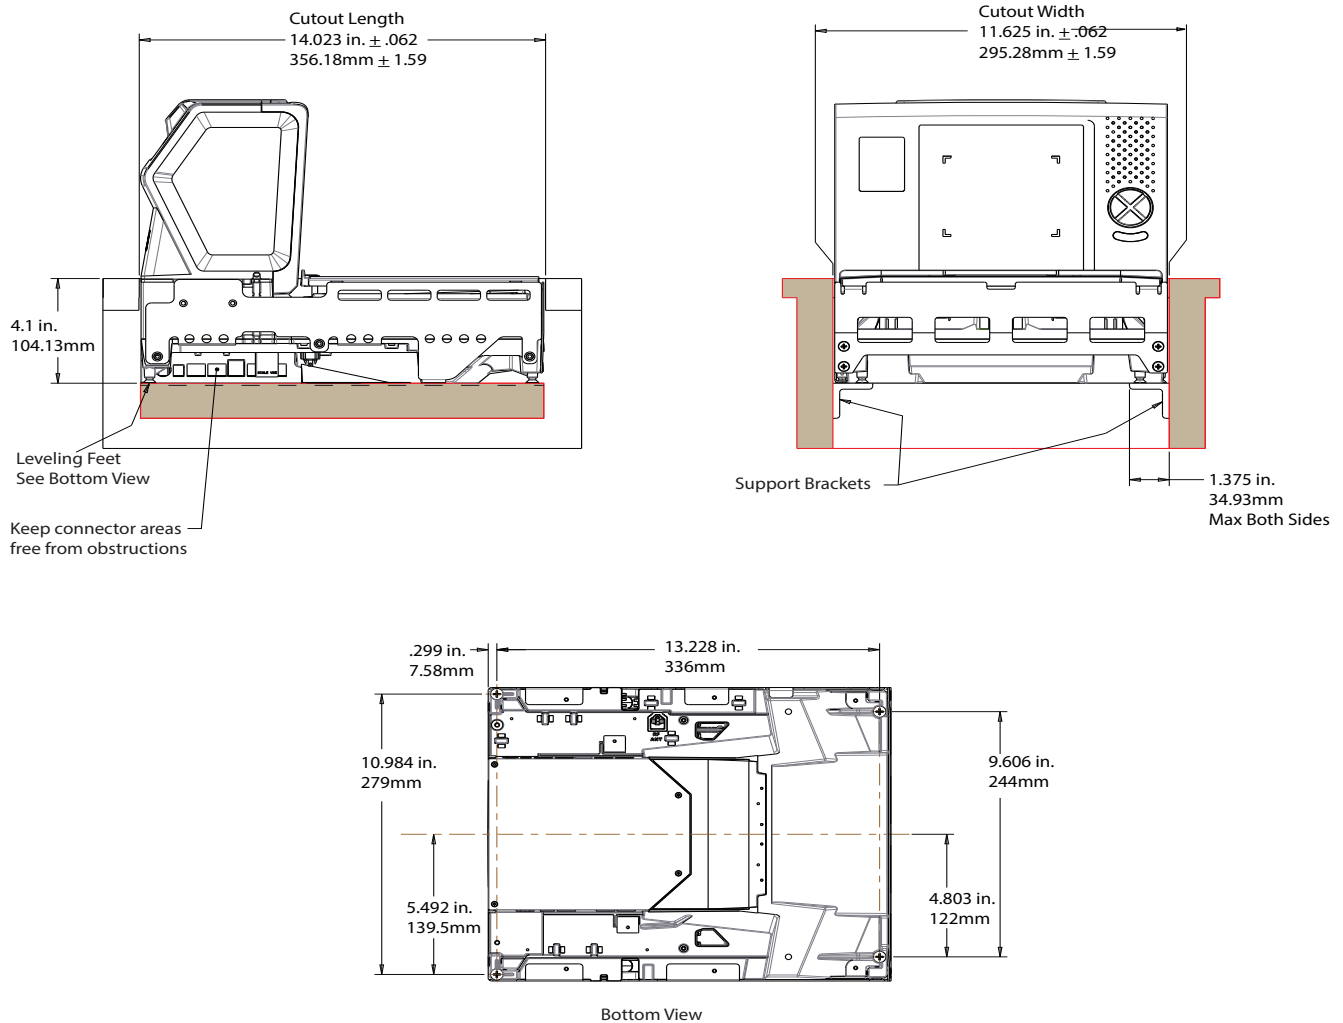 Cutout Length
14.023 in. ± .062
356.18mm ± 1.59
Cutout Width
11.625 in. ± .062
295.28mm ± 1.59
4.1 in.
104.13mm
Leveling Feet
See Bottom View
Keep connector areas
free from obstructions
Support Brackets
1.375 in.
34.93mm
Max Both Sides
.299 in.
7.58mm
13.228 in.
336mm
10.984 in.
279mm
9.606 in.
244mm
5.492 in.
139.5mm
4.803 in.
122mm
Bottom View